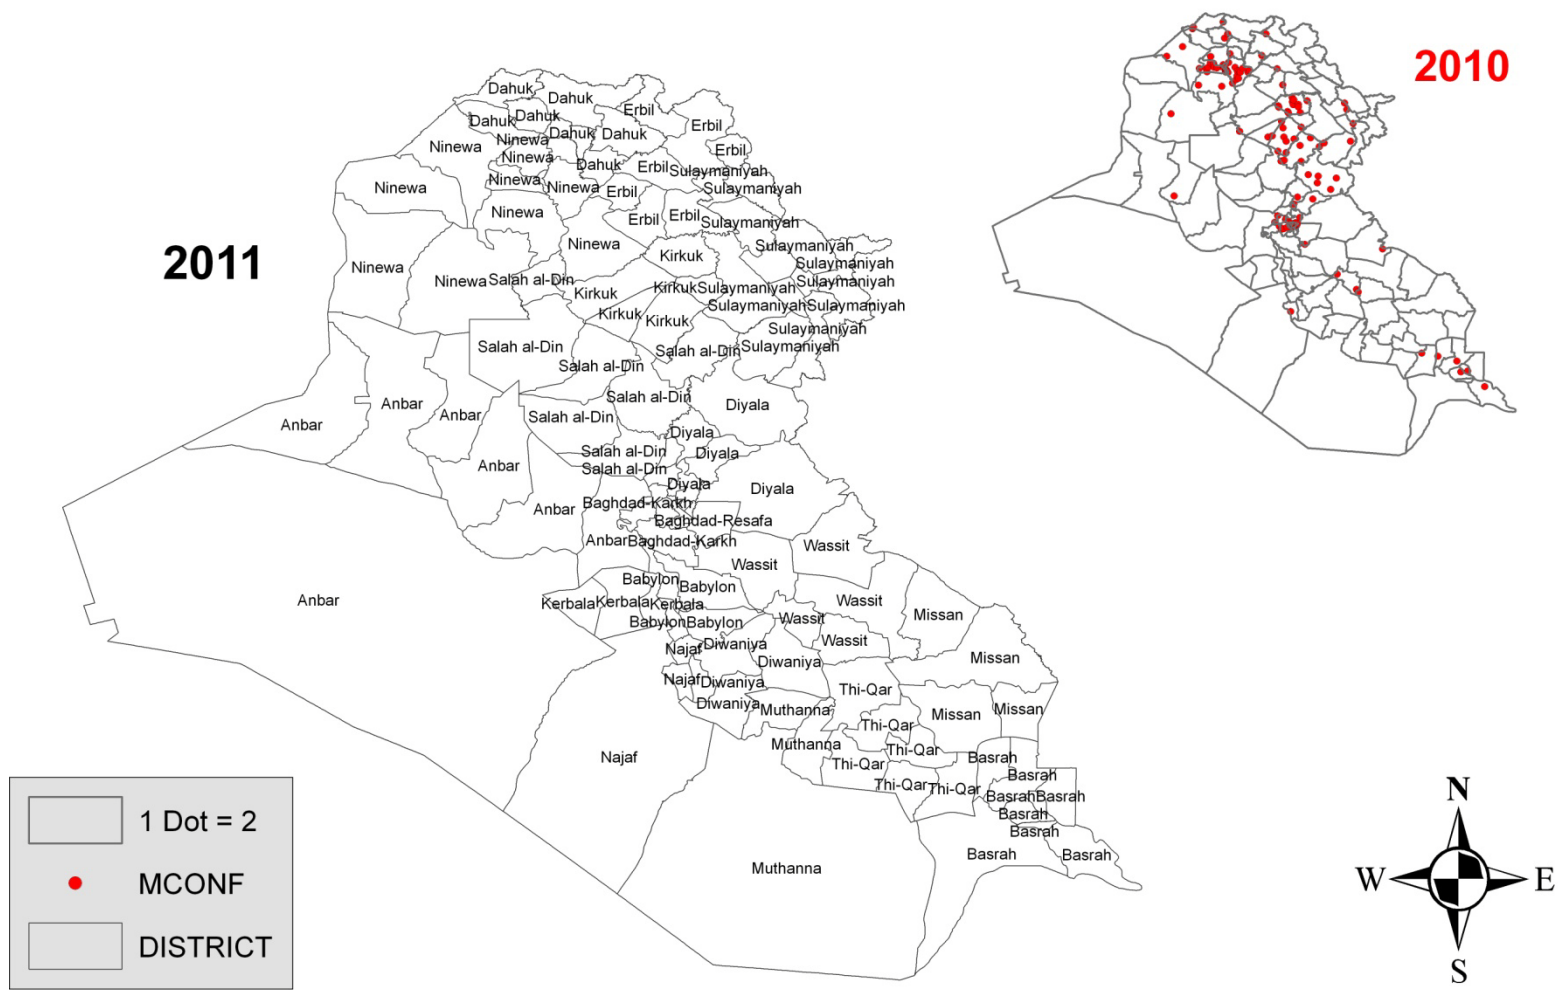 2010
2011
Dahuk
Dahuk
Erbil
Dahuk
Dahuk
Erbil
Ninewa
Ninewa
Dahuk
Dahuk
Erbil
Ninewa
Dahuk
Erbil
Sulaymaniyah
Ninewa
Ninewa
Ninewa
Erbil
Sulaymaniyah
Ninewa
Erbil
Erbil
Sulaymaniyah
Ninewa
Kirkuk
Sulaymaniyah
Ninewa
Sulaymaniyah
Ninewa
Salah al-Din
Kirkuk
Kirkuk
Sulaymaniyah
Sulaymaniyah
Kirkuk
Kirkuk
Sulaymaniyah
Sulaymaniyah
Sulaymaniyah
Salah al-Din
Salah al-Din
Salah al-Din
Sulaymaniyah
Anbar
Anbar
Anbar
Salah al-Din
Salah al-Din
Diyala
Diyala
Salah al-Din
Diyala
Anbar
Salah al-Din
Diyala
Diyala
Anbar
Baghdad-Karkh
Baghdad-Resafa
Anbar
Baghdad-Karkh
Wassit
Wassit
Anbar
Babylon
Babylon
Kerbala
Kerbala
Kerbala
Wassit
Missan
Babylon
Babylon
Wassit
Wassit
Najaf
Diwaniya
Diwaniya
Missan
Najaf
Diwaniya
Thi-Qar
Diwaniya
Muthanna
Missan
Missan
Thi-Qar
Muthanna
Thi-Qar
Najaf
Thi-Qar
Basrah
Thi-Qar
Thi-Qar
Basrah
Basrah
Basrah
Basrah
Basrah
Muthanna
Basrah
Basrah
1 Dot = 2
MCONF
DISTRICT
N
W
E
S